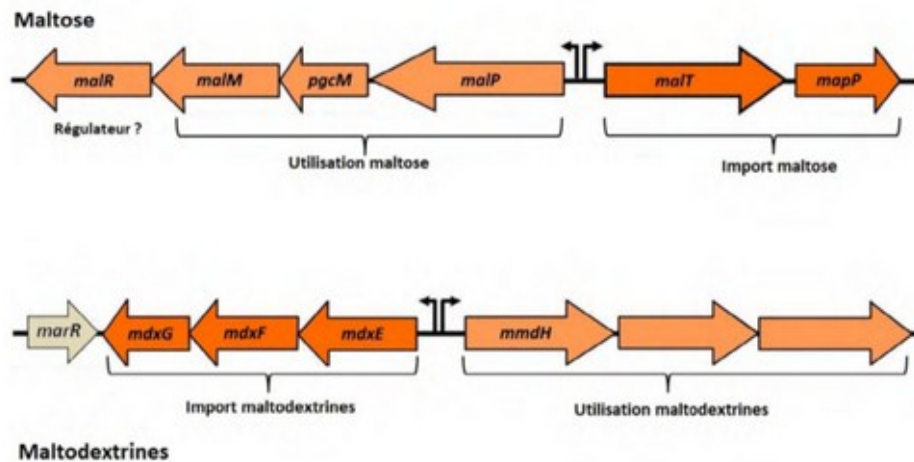 Maltose
malR malM pgcM malP malT mapP
Régulateur ?
Utilisation maltose Import maltose
marR mdxG mdxF mdxE mmdH
Import maltodextrines Utilisation maltodextrines
Maltodextrines